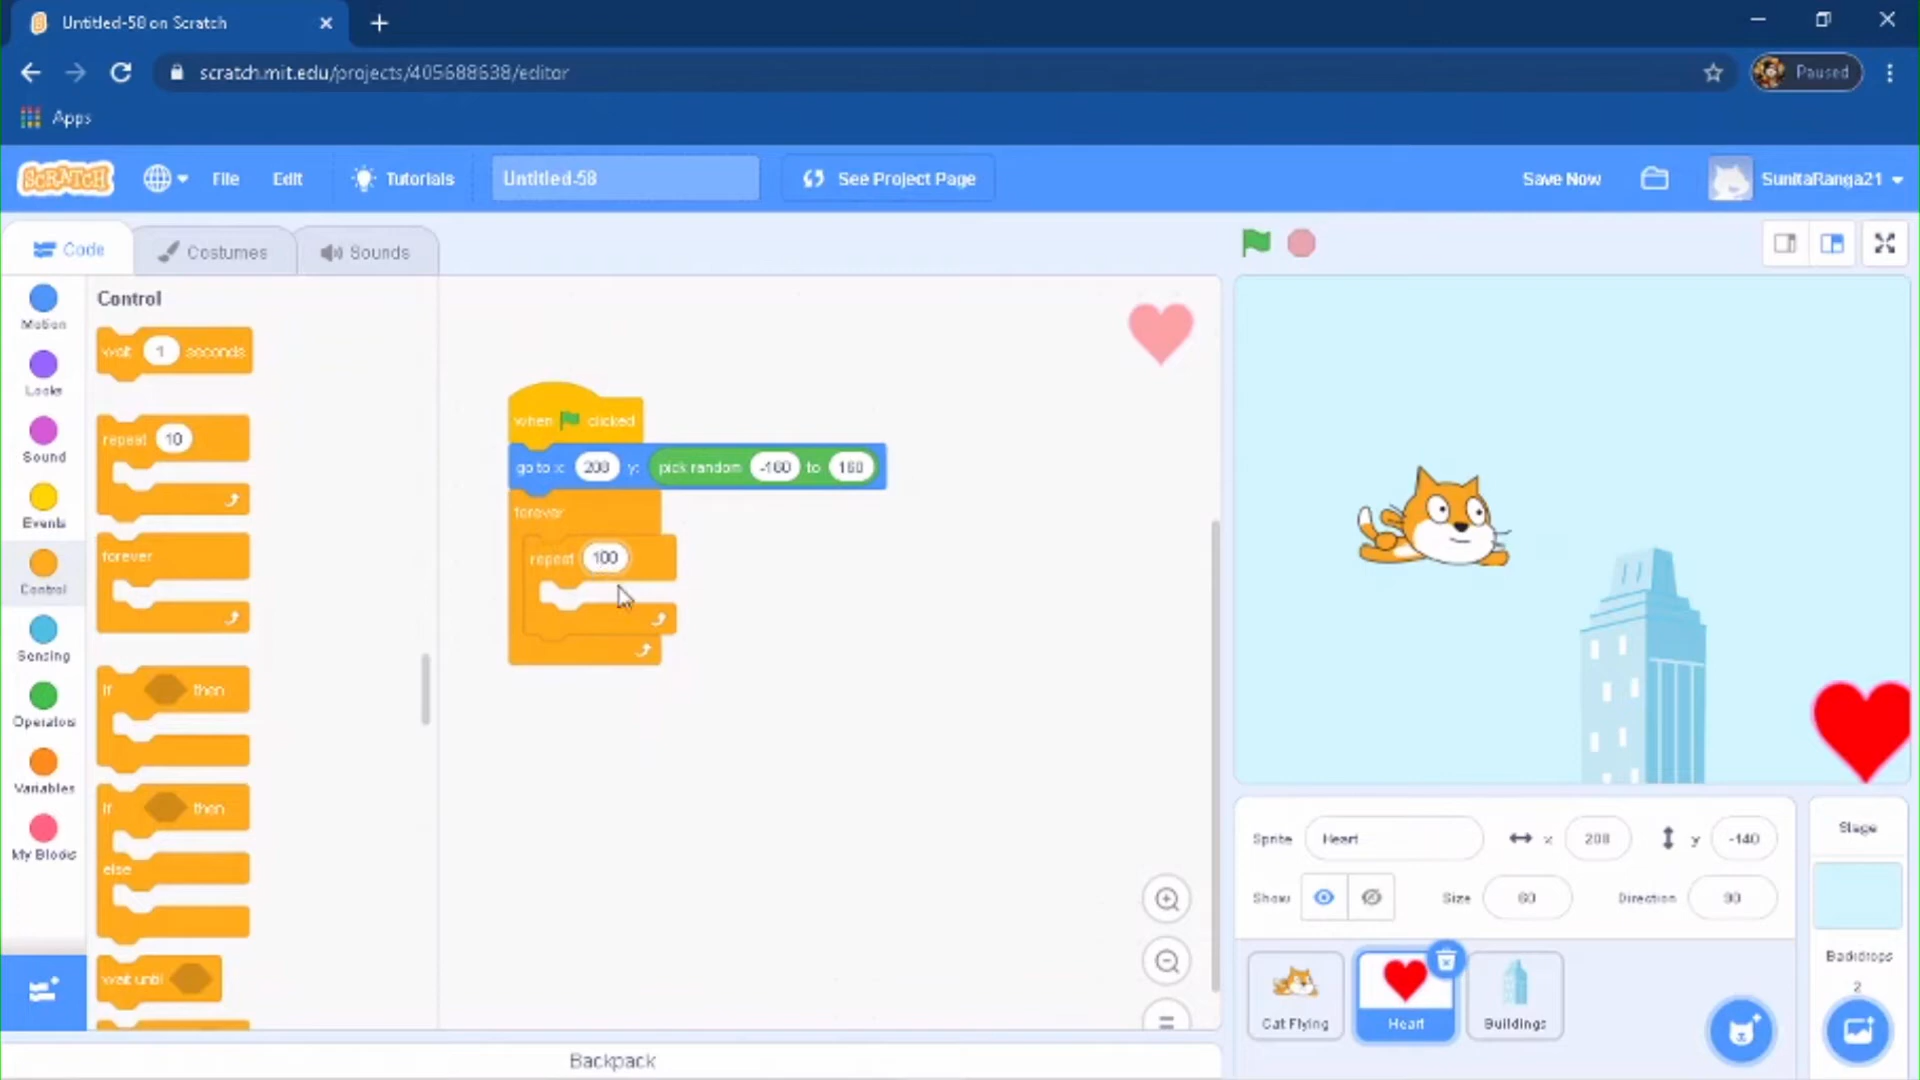 Untitled-58 on Scratch
scratch.mit.edu/projects/405688638/editor
Paused
Apps
SCRATCH
File
Edit
Tutorials
Untitled-58
See Project Page
Save Now
SunitaRanga21
Code
Costumes
Sounds
Motion
Looks
Sound
Events
Control
Sensing
Operators
Variables
My Blocks
Control
wait 1 seconds
repeat 10
forever
if then
if then
else
wait until
when clicked
go to x: 208 y: pick random -160 to 160
forever
repeat 100
Sprite Heart x 208 y -140
Show Size 60 Direction 90
Cat Flying
Heart
Buildings
Stage
Backdrops
2
Backpack